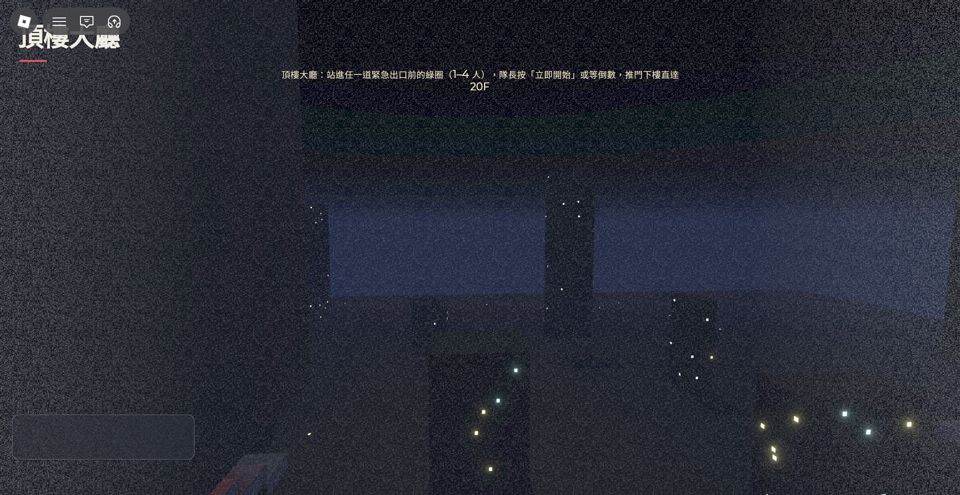 頂樓大廳
頂樓大廳：站進任一道緊急出口前的綠圈（1–4 人），隊長按「立即開始」或等倒數，推門下樓直達
20F